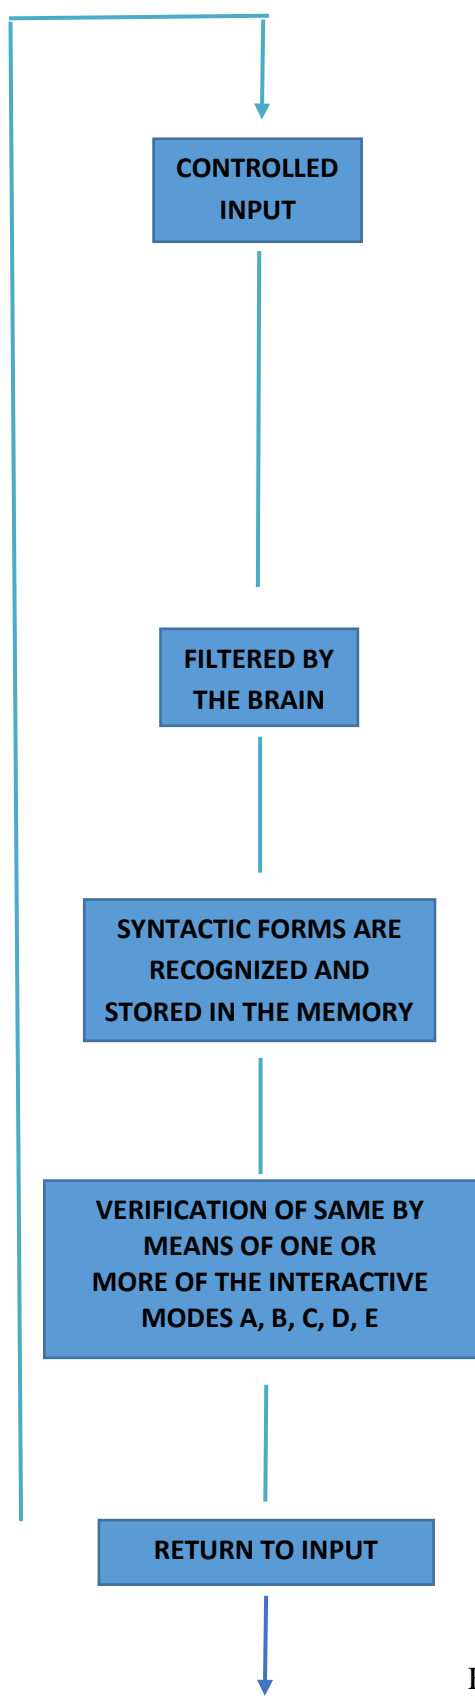 CONTROLLED
INPUT
FILTERED BY
THE BRAIN
SYNTACTIC FORMS ARE
RECOGNIZED AND
STORED IN THE MEMORY
VERIFICATION OF SAME BY
MEANS OF ONE OR
MORE OF THE INTERACTIVE
MODES A, B, C, D, E
RETURN TO INPUT